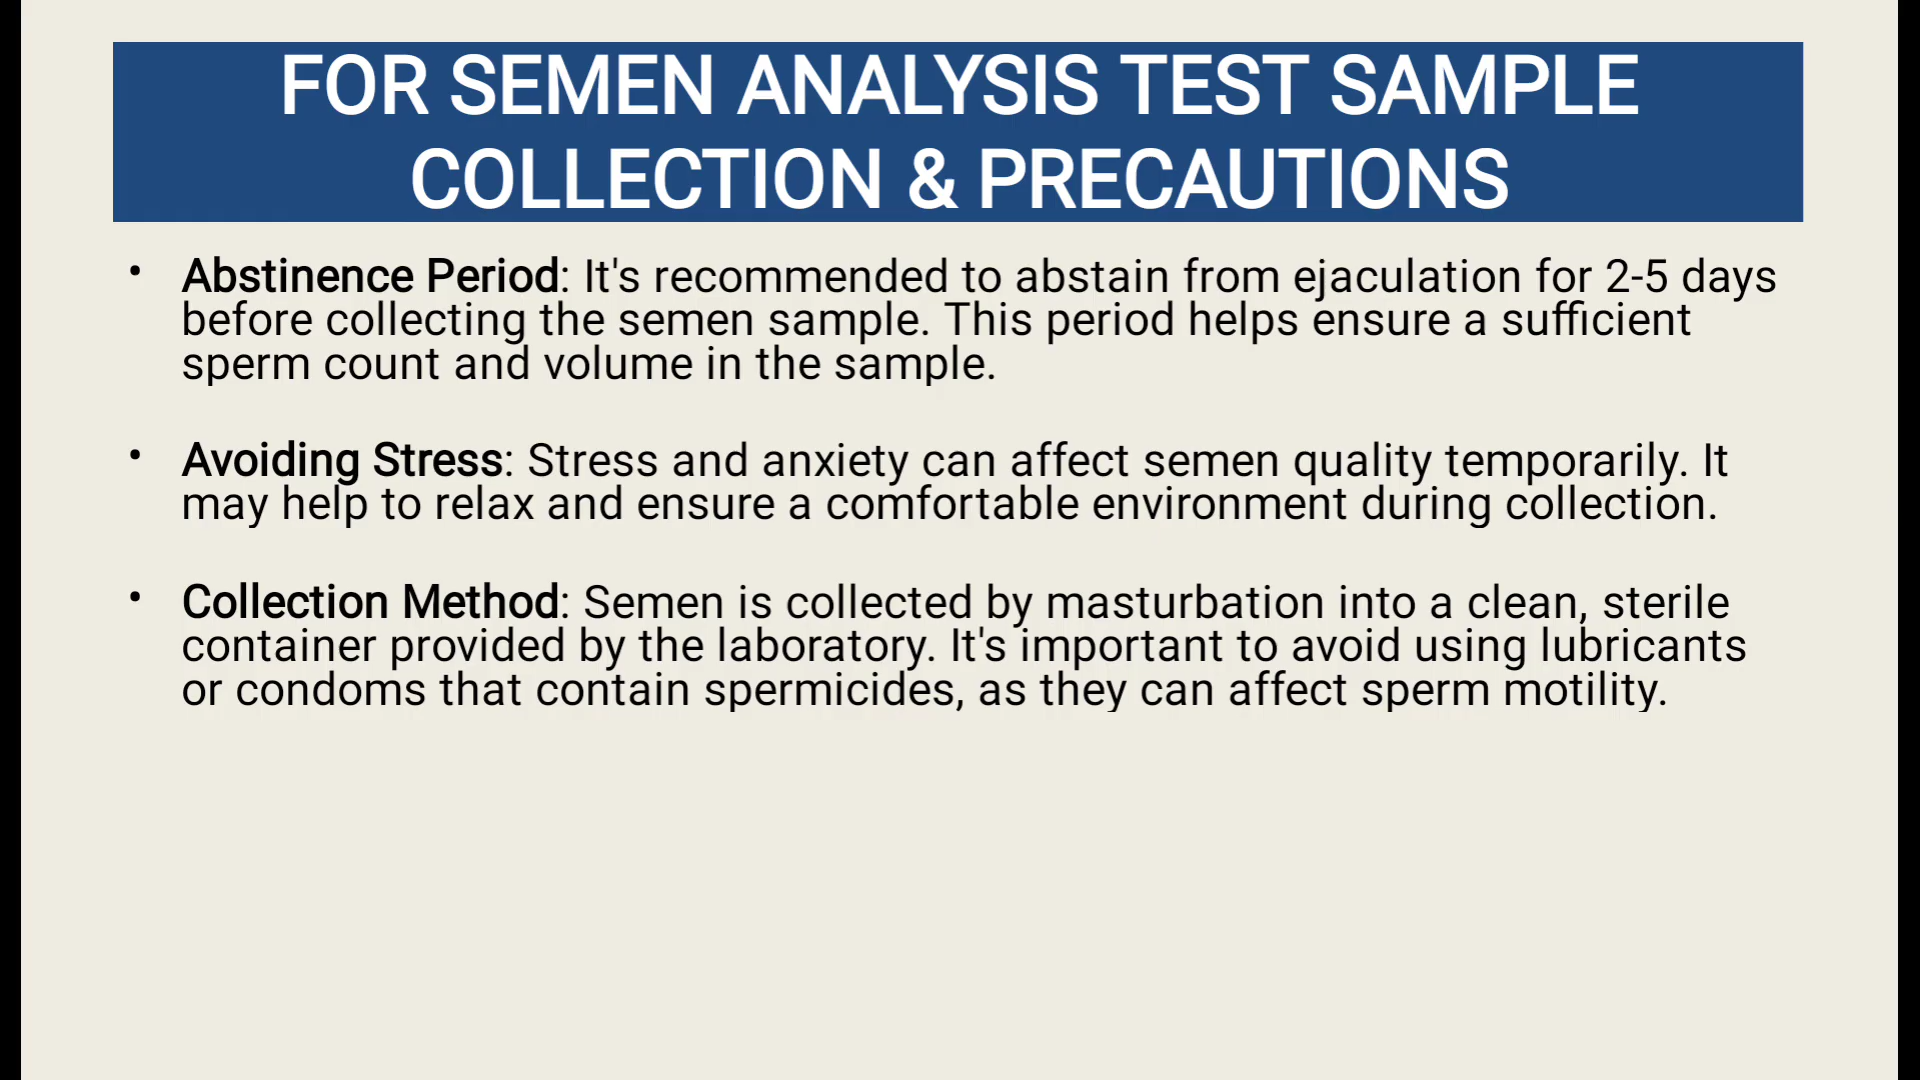 FOR SEMEN ANALYSIS TEST SAMPLE
COLLECTION & PRECAUTIONS
• Abstinence Period: It's recommended to abstain from ejaculation for 2-5 days
before collecting the semen sample. This period helps ensure a sufficient
sperm count and volume in the sample.
• Avoiding Stress: Stress and anxiety can affect semen quality temporarily. It
may help to relax and ensure a comfortable environment during collection.
• Collection Method: Semen is collected by masturbation into a clean, sterile
container provided by the laboratory. It's important to avoid using lubricants
or condoms that contain spermicides, as they can affect sperm motility.